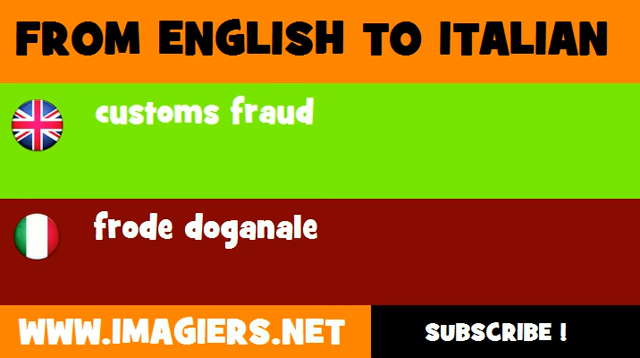 FROM ENGLISH TO ITALIAN
customs fraud
frode doganale
WWW.IMAGIERS.NET
SUBSCRIBE !